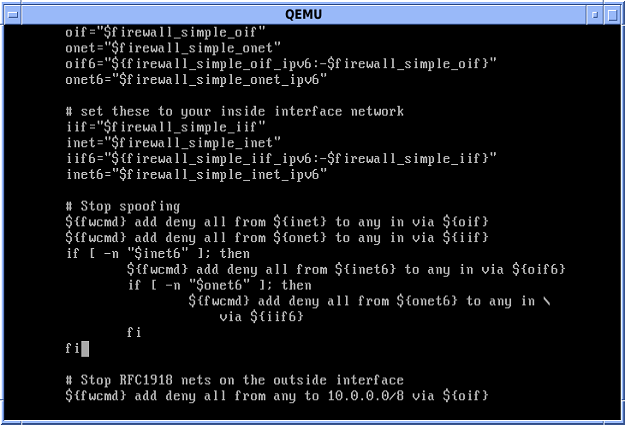 QEMU
oif="$firewall_simple_oif"
onet="$firewall_simple_onet"
oif6="${firewall_simple_oif_ipv6:-$firewall_simple_oif}"
onet6="$firewall_simple_onet_ipv6"

# set these to your inside interface network
iif="$firewall_simple_iif"
inet="$firewall_simple_inet"
iif6="${firewall_simple_iif_ipv6:-$firewall_simple_iif}"
inet6="$firewall_simple_inet_ipv6"

# Stop spoofing
${fwcmd} add deny all from ${inet} to any in via ${oif}
${fwcmd} add deny all from ${onet} to any in via ${iif}
if [ -n "$inet6" ]; then
${fwcmd} add deny all from ${inet6} to any in via ${oif6}
if [ -n "$onet6" ]; then
${fwcmd} add deny all from ${onet6} to any in \
via ${iif6}
fi
fi

# Stop RFC1918 nets on the outside interface
${fwcmd} add deny all from any to 10.0.0.0/8 via ${oif}